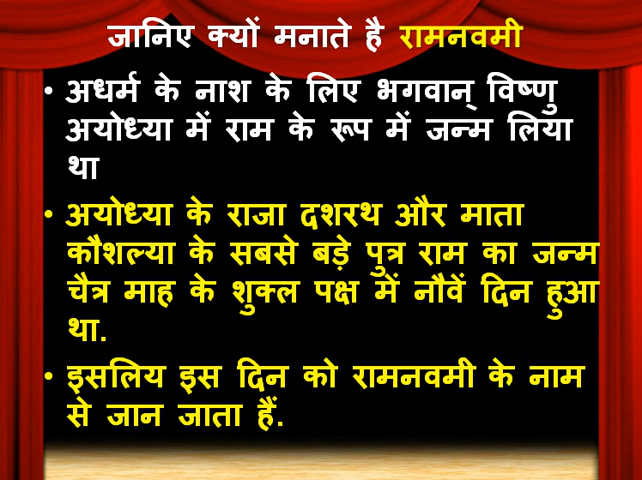 जानिए क्यों मनाते है रामनवमी
• अधर्म के नाश के लिए भगवान् विष्णु
अयोध्या में राम के रूप में जन्म लिया
था
• अयोध्या के राजा दशरथ और माता
कौशल्या के सबसे बड़े पुत्र राम का जन्म
चैत्र माह के शुक्ल पक्ष में नौवें दिन हुआ
था.
• इसलिय इस दिन को रामनवमी के नाम
से जान जाता हैं.